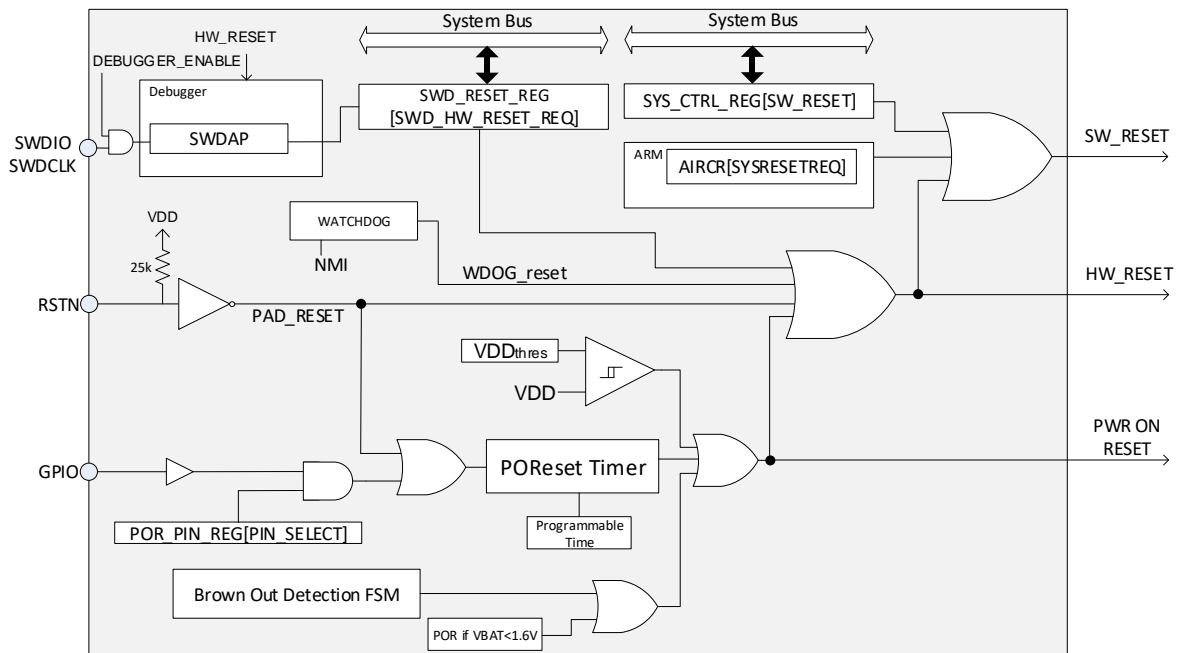 System Bus
System Bus
HW_RESET
DEBUGGER_ENABLE
Debugger
SWDAP
SWD_RESET_REG
[SWD_HW_RESET_REQ]
SYS_CTRL_REG[SW_RESET]
SWDIO
SWDCLK
ARM
AIRCR[SYSRESETREQ]
SW_RESET
VDD
25k
WATCHDOG
NMI
WDOG_reset
HW_RESET
RSTN
PAD_RESET
VDDthres
VDD
PWR ON
RESET
GPIO
POReset Timer
POR_PIN_REG[PIN_SELECT]
Programmable
Time
Brown Out Detection FSM
POR if VBAT<1.6V